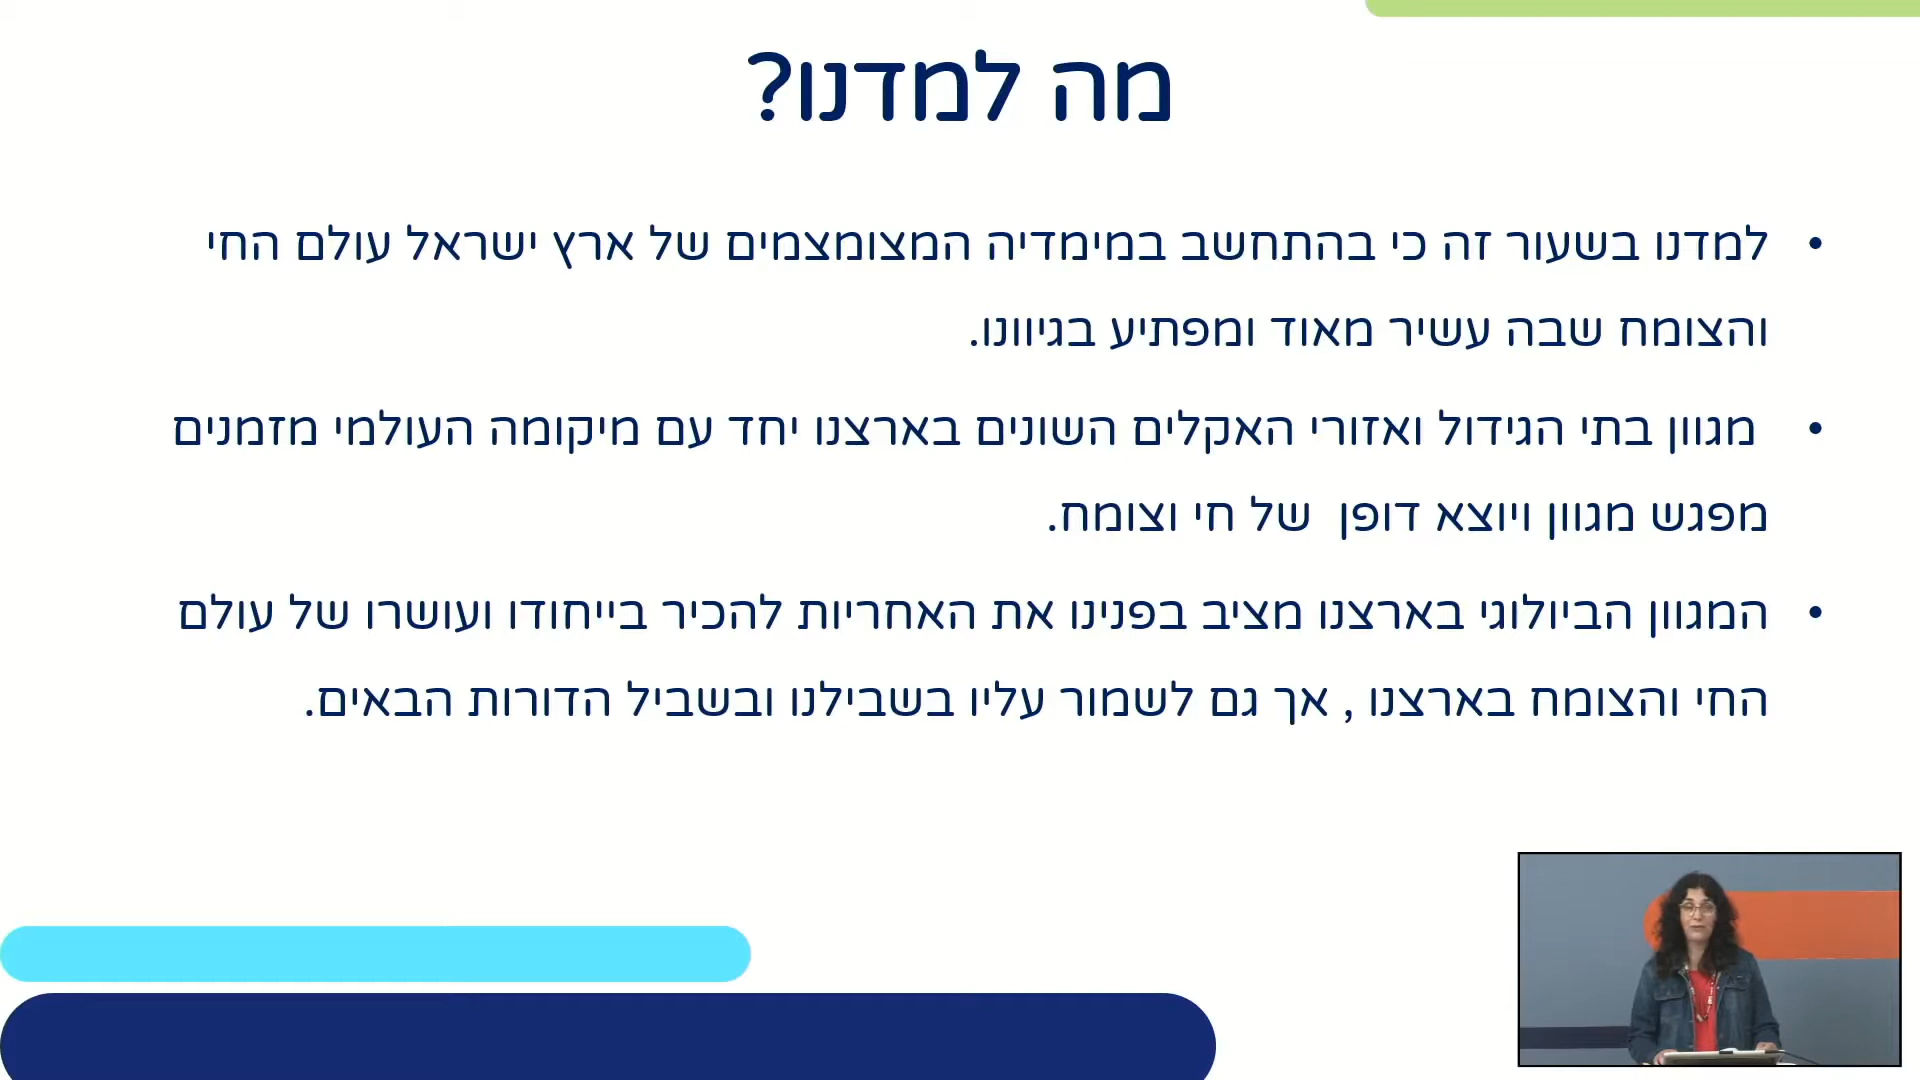 מה למדנו?
• למדנו בשעור זה כי בהתחשב במימדיה המצומצמים של ארץ ישראל עולם החי
והצומח שבה עשיר מאוד ומפתיע בגיוונו.
• מגוון בתי הגידול ואזורי האקלים השונים בארצנו יחד עם מיקומה העולמי מזמנים
מפגש מגוון ויוצא דופן של חי וצומח.
• המגוון הביולוגי בארצנו מציב בפנינו את האחריות להכיר בייחודו ועושרו של עולם
החי והצומח בארצנו , אך גם לשמור עליו בשבילנו ובשביל הדורות הבאים.